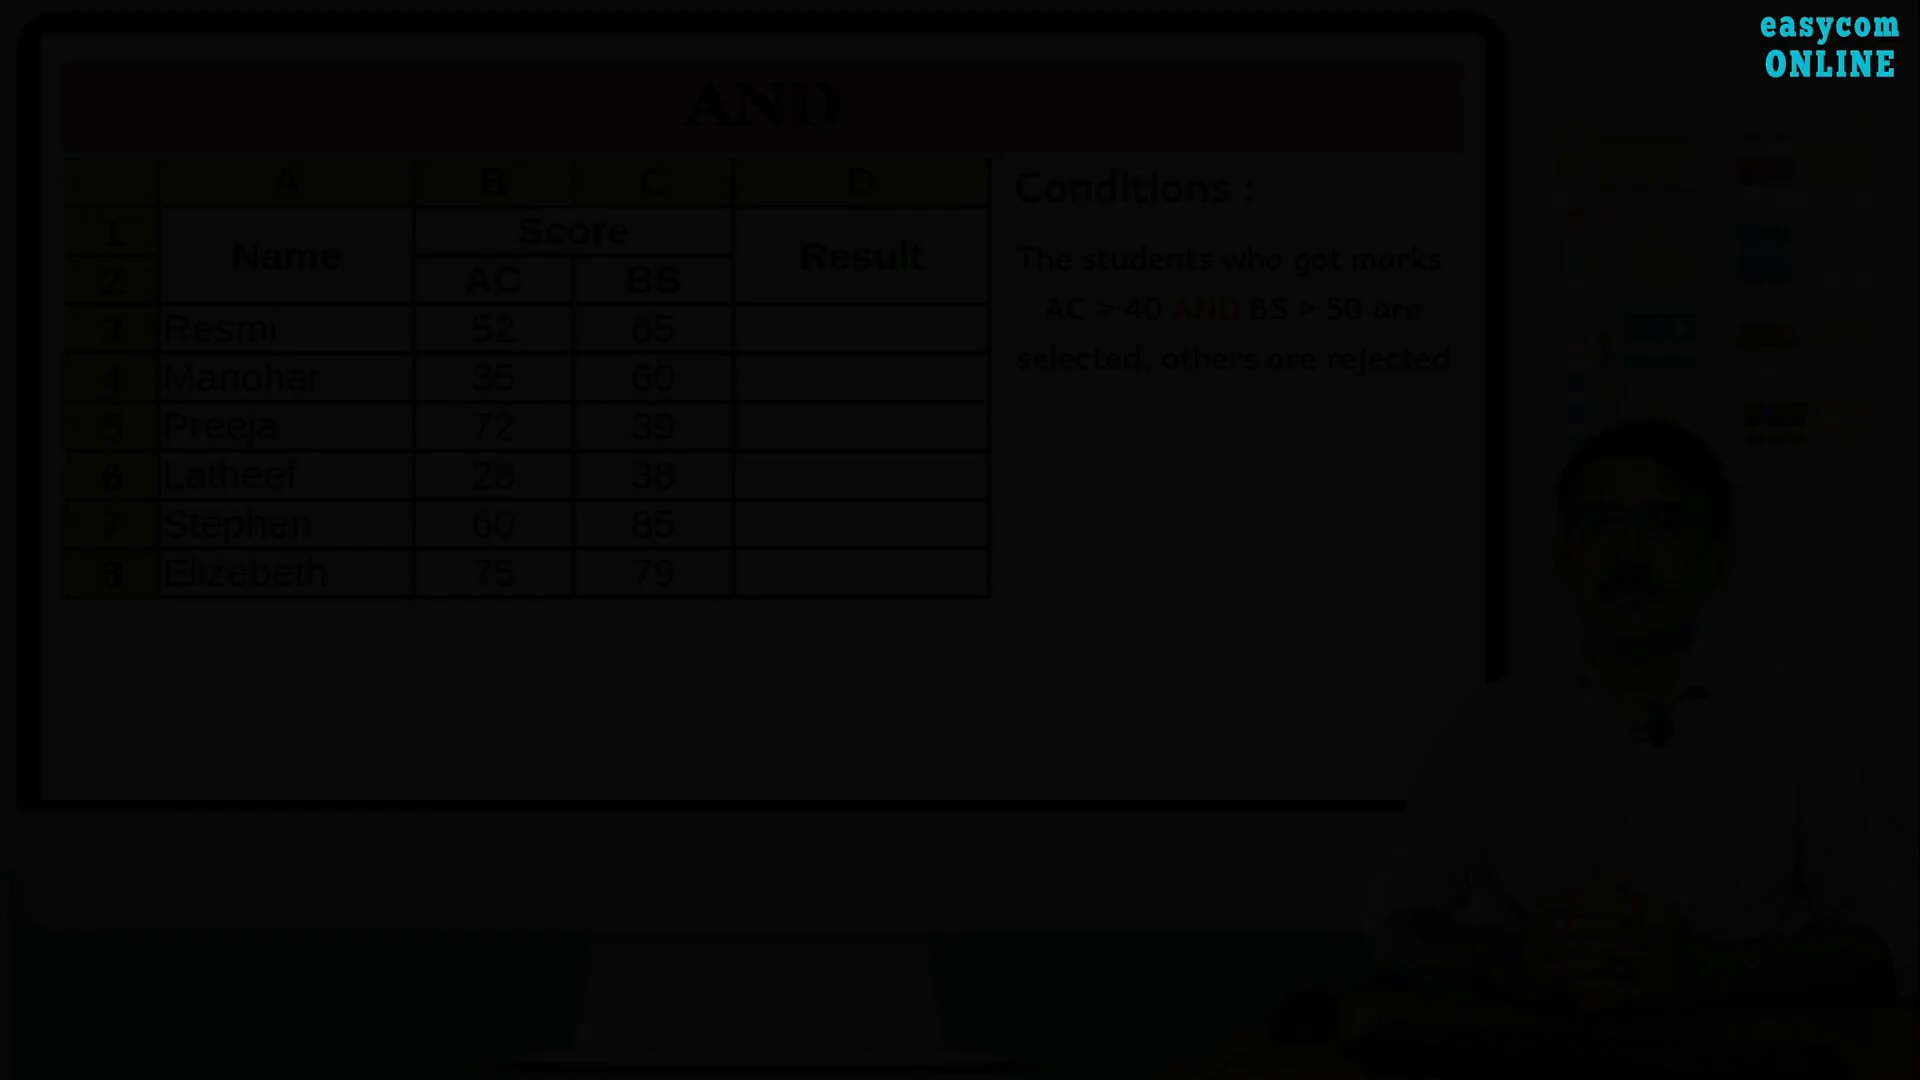 easycom
ONLINE
AND
A B C D
1 Name Score Result
2 AC BS
3 Resmi 52 65
4 Manohar 35 60
5 Preeja 72 39
6 Latheef 28 38
7 Stephen 60 85
8 Elizebeth 75 79
Conditions :
The students who got marks
AC > 40 AND BS > 50 are
selected, others are rejected